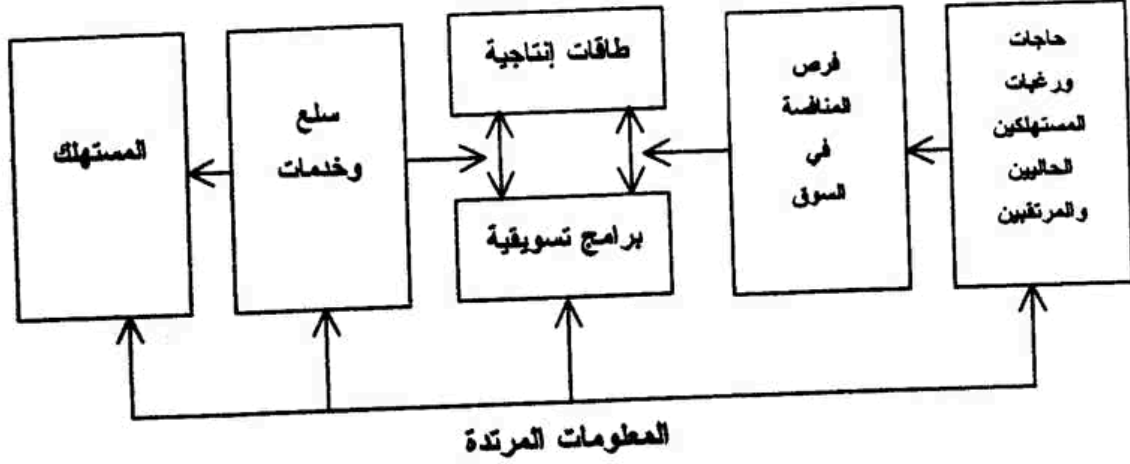 حاجات
ورغبات
المستهلكين
الحاليين
والمرتقبين
فرص
المنافسة
في
السوق
طاقات إنتاجية
برامج تسويقية
سلع
وخدمات
المستهلك
المعلومات المرتدة